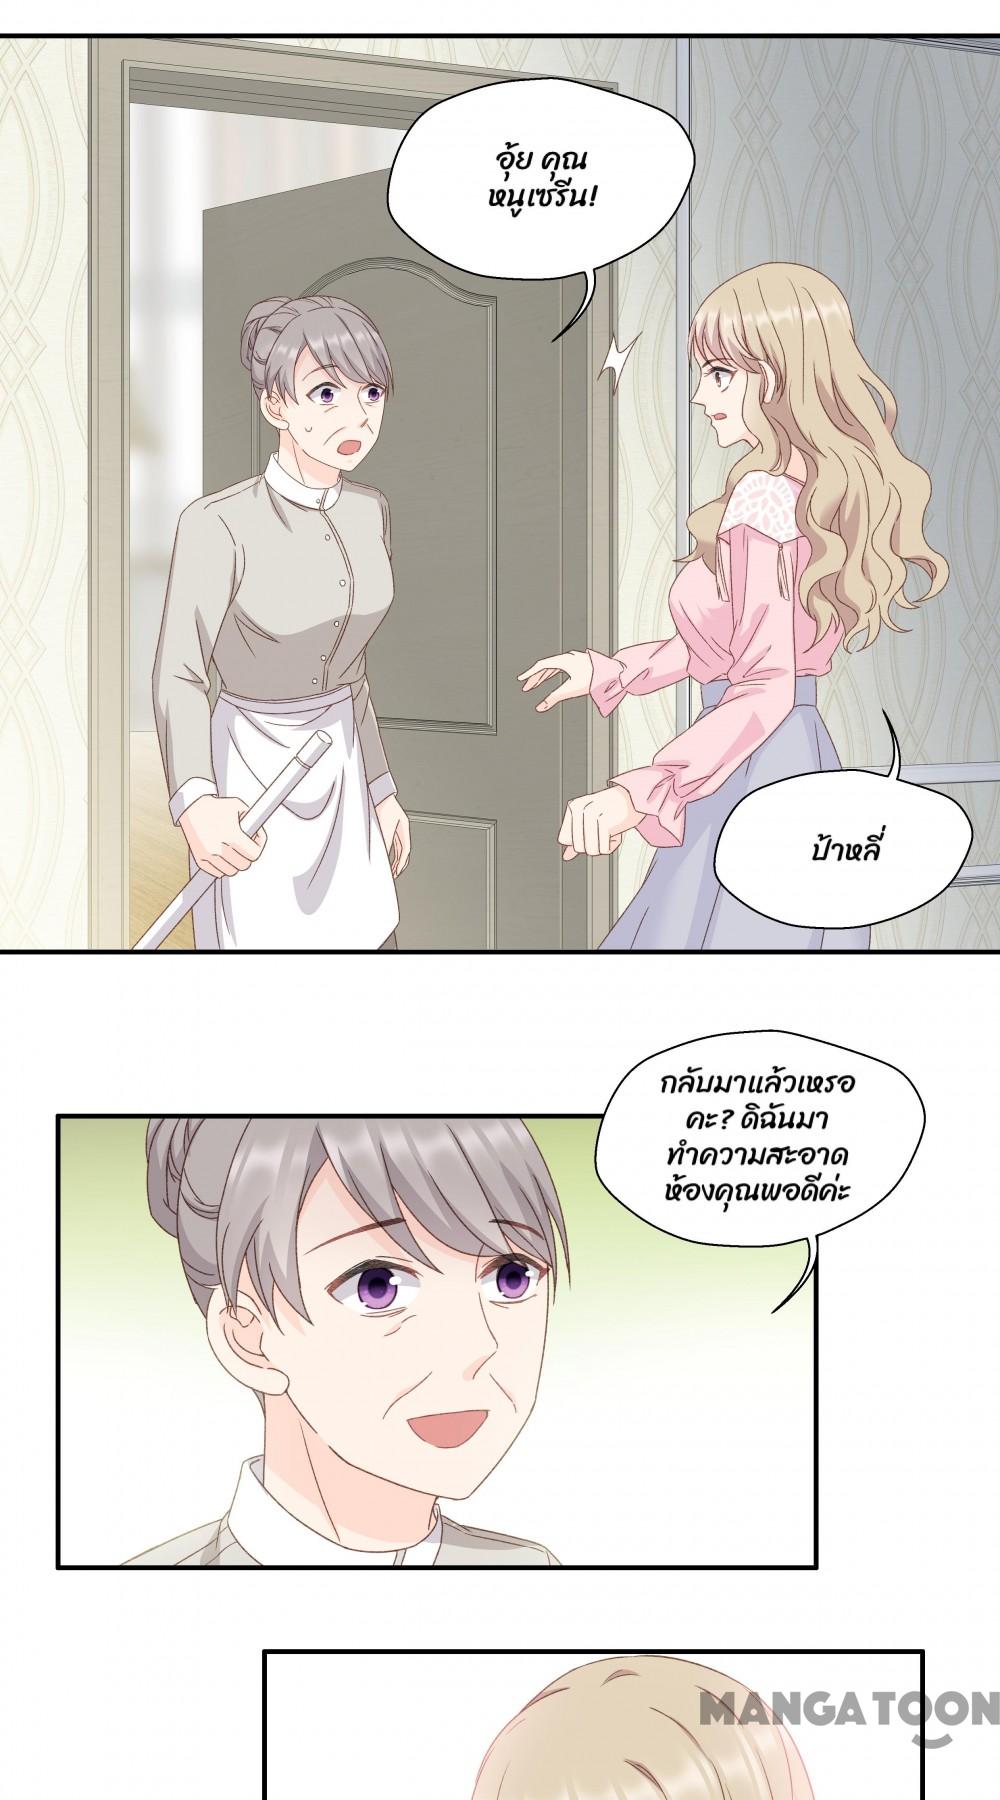 อุ้ย คุณ
หนูเซรีน!
ป้าหลี่
กลับมาแล้วเหรอ
คะ? ดิฉันมา
ทำความสะอาด
ห้องคุณพอดีค่ะ
MANGATOON